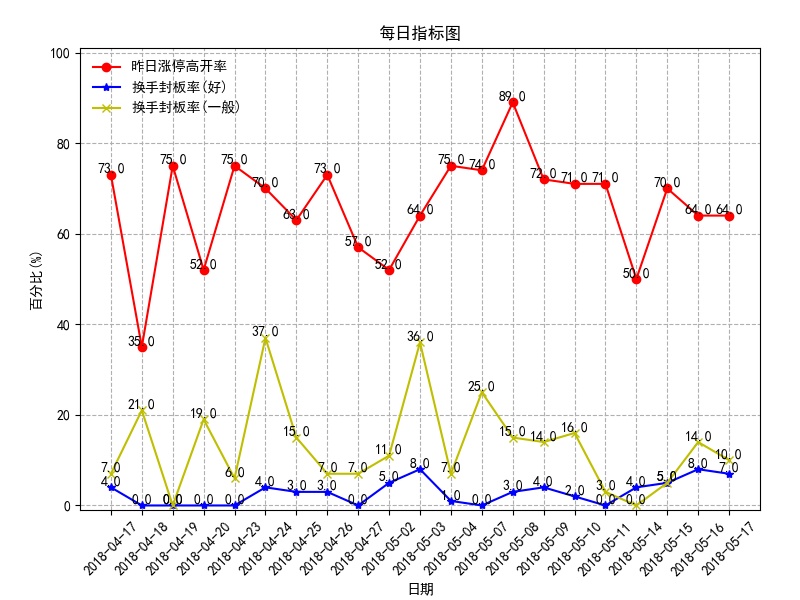 每日指标图
昨日涨停高开率
换手封板率(好)
换手封板率(一般)
百分比(%)
100
80
60
40
20
0
73.0 35.0 75.0 52.0 75.0 70.0 63.0 73.0 57.0 52.0 64.0 75.0 74.0 89.0 72.0 71.0 71.0 50.0 70.0 64.0 64.0
7.0 21.0 0.0 19.0 6.0 37.0 15.0 7.0 7.0 11.0 36.0 7.0 25.0 15.0 14.0 16.0 3.0 0.0 5.0 14.0 10.0
4.0 0.0 0.0 0.0 0.0 4.0 3.0 3.0 0.0 5.0 8.0 1.0 0.0 3.0 4.0 2.0 0.0 4.0 5.0 8.0 7.0
2018-04-17 2018-04-18 2018-04-19 2018-04-20 2018-04-23 2018-04-24 2018-04-25 2018-04-26 2018-04-27 2018-05-02 2018-05-03 2018-05-04 2018-05-07 2018-05-08 2018-05-09 2018-05-10 2018-05-11 2018-05-14 2018-05-15 2018-05-16 2018-05-17
日期